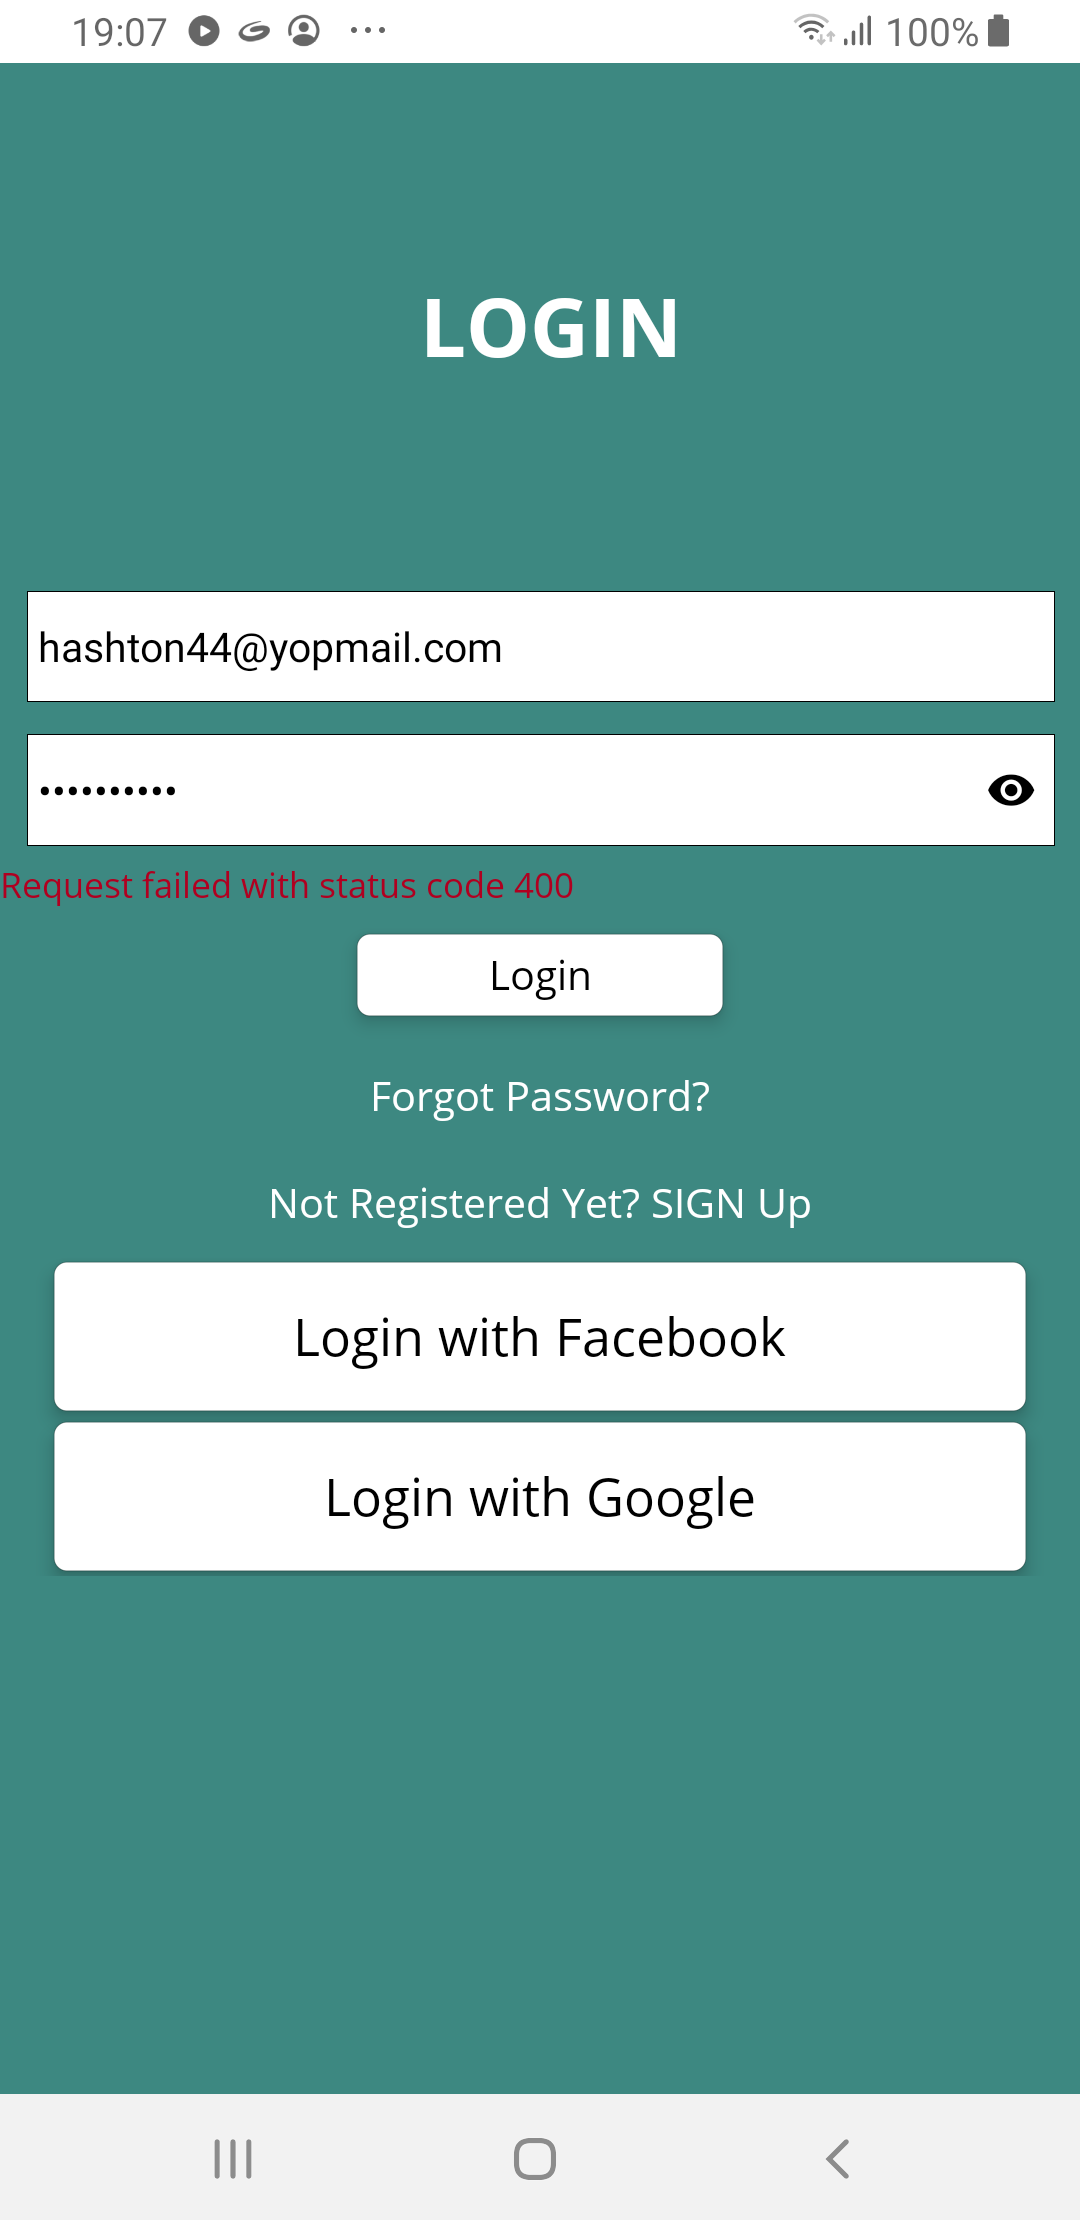 19:07 100%
LOGIN
hashton44@yopmail.com
••••••••••
Request failed with status code 400
Login
Forgot Password?
Not Registered Yet? SIGN Up
Login with Facebook
Login with Google